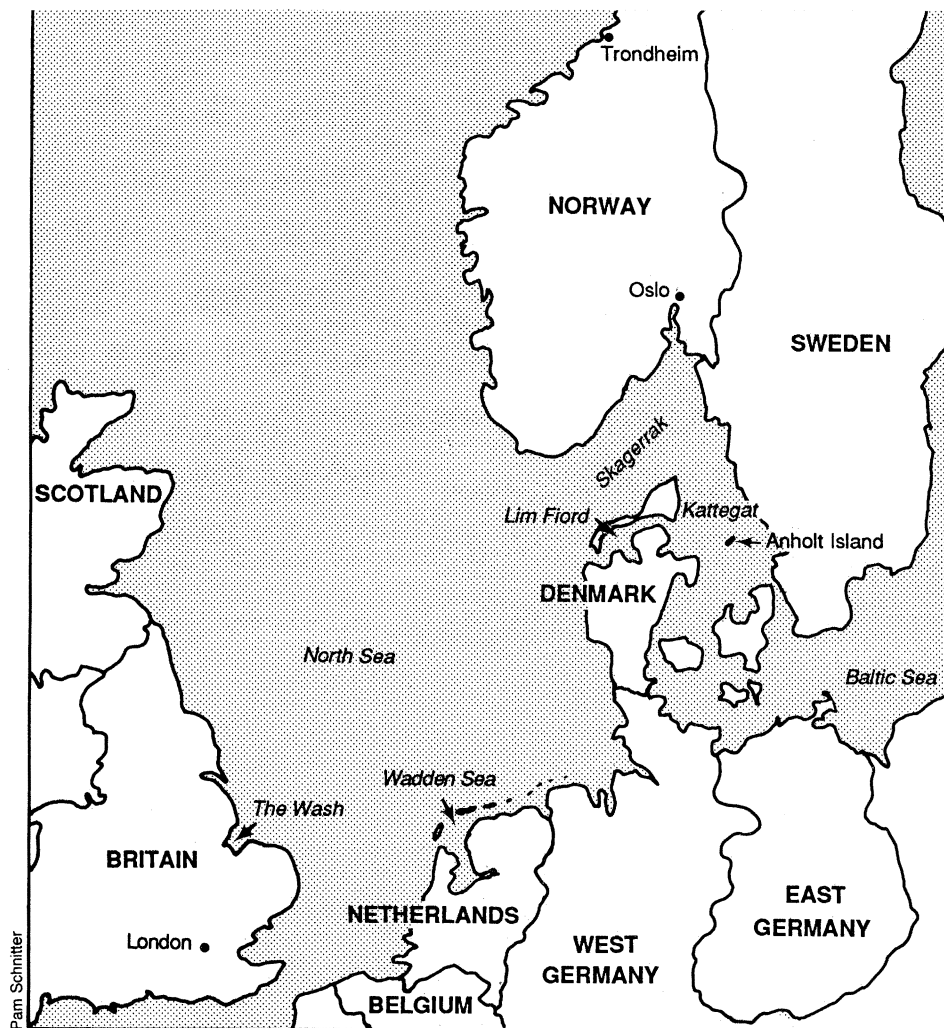 Trondheim
NORWAY
Oslo
SWEDEN
SCOTLAND
Skagerrak
Lim Fiord
Kattegat
Anholt Island
DENMARK
North Sea
Baltic Sea
Wadden Sea
The Wash
BRITAIN
NETHERLANDS
EAST
GERMANY
London
WEST
GERMANY
BELGIUM
Pam Schnitter